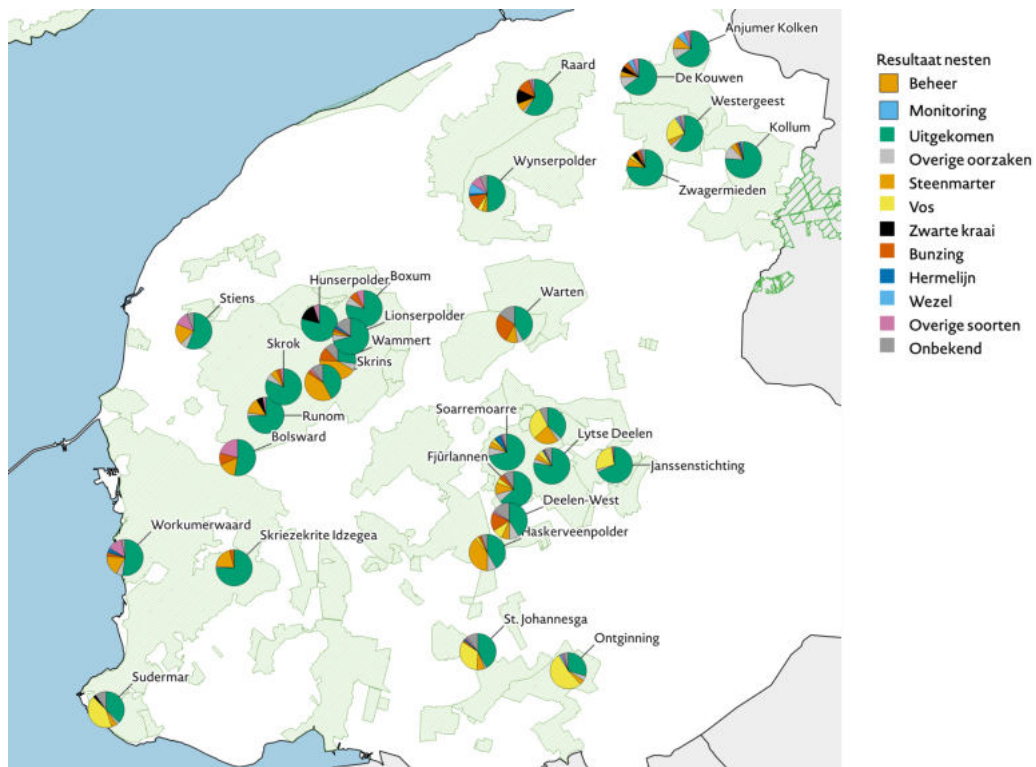 Anjumer Kolken
Raard
De Kouwen
Westergeest
Kollum
Wynserpolder
Zwagermieden
Hunserpolder
Boxum
Stiens
Lionserpolder
Warten
Wammert
Skrok
Skrins
Runom
Soarremoarre
Lytse Deelen
Bolsward
Fjûrlannen
Janssenstichting
Deelen-West
Workumerwaard
Skriezekrite Idzegea
Haskerveenpolder
St. Johannesga
Ontginning
Sudermar
Resultaat nesten
Beheer
Monitoring
Uitgekomen
Overige oorzaken
Steenmarter
Vos
Zwarte kraai
Bunzing
Hermelijn
Wezel
Overige soorten
Onbekend